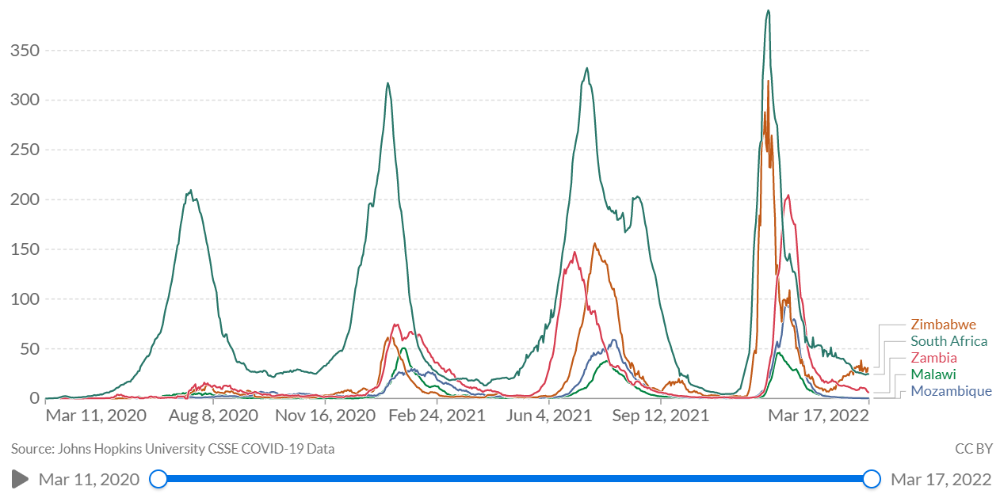 350
300
250
200
150
100
50
0
Mar 11, 2020 Aug 8, 2020 Nov 16, 2020 Feb 24, 2021 Jun 4, 2021 Sep 12, 2021 Mar 17, 2022
Zimbabwe
South Africa
Zambia
Malawi
Mozambique
Source: Johns Hopkins University CSSE COVID-19 Data CC BY
Mar 11, 2020 Mar 17, 2022